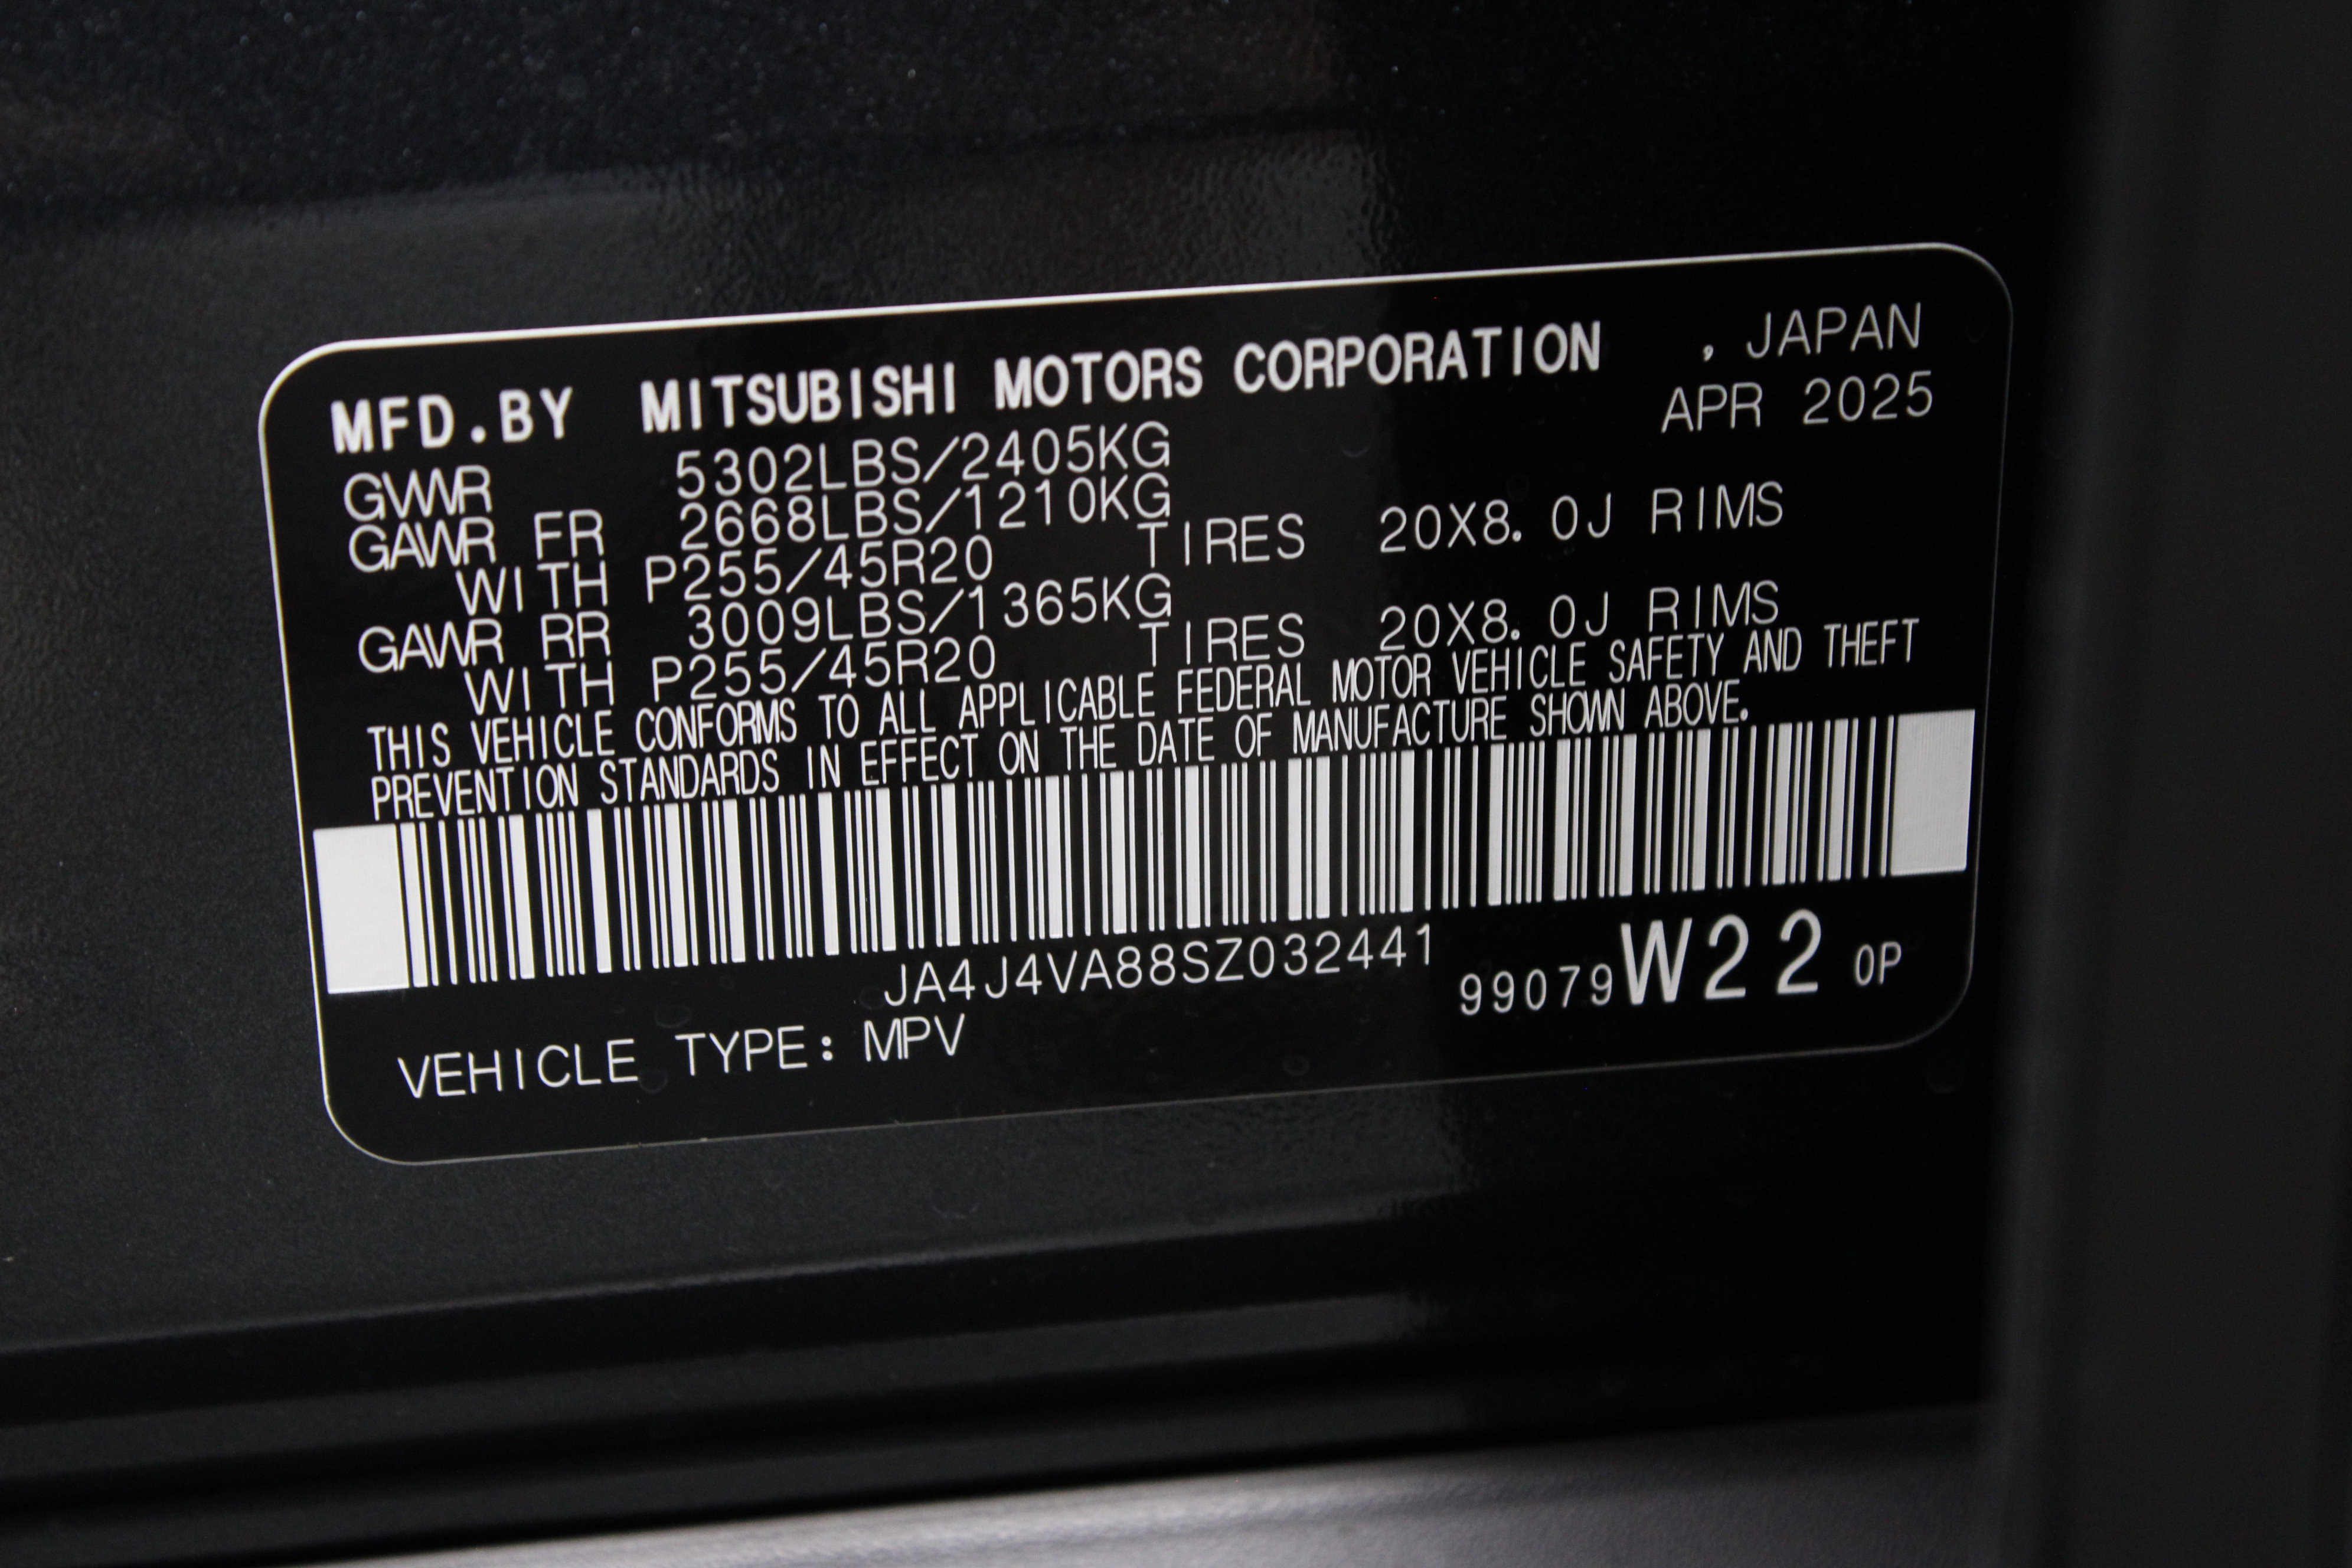 MFD.BY MITSUBISHI MOTORS CORPORATION , JAPAN
APR 2025
GVWR 5302LBS/2405KG
GAWR FR 2668LBS/1210KG
WITH P255/45R20 TIRES 20X8.0J RIMS
GAWR RR 3009LBS/1365KG
WITH P255/45R20 TIRES 20X8.0J RIMS
THIS VEHICLE CONFORMS TO ALL APPLICABLE FEDERAL MOTOR VEHICLE SAFETY AND THEFT
PREVENTION STANDARDS IN EFFECT ON THE DATE OF MANUFACTURE SHOWN ABOVE.
JA4J4VA88SZ032441
99079W22 0P
VEHICLE TYPE: MPV